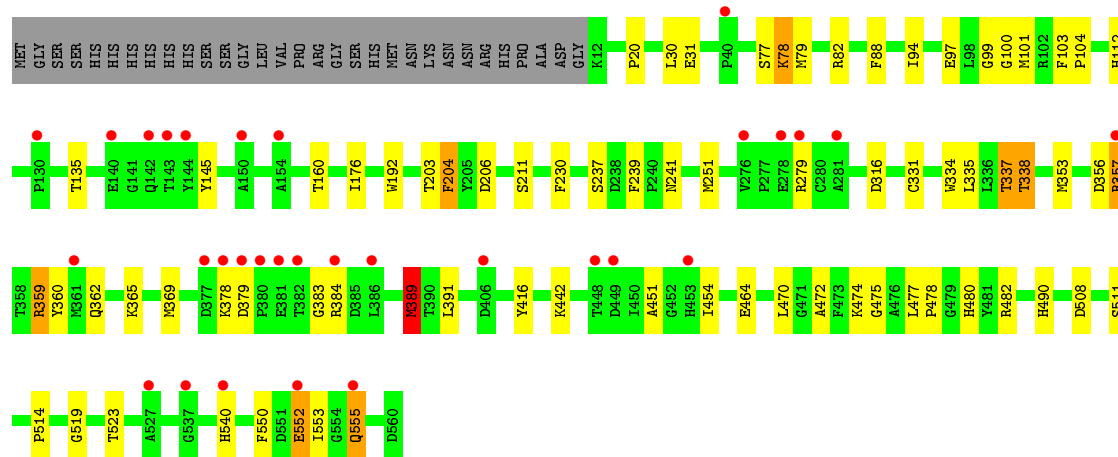 MET GLY SER SER HIS HIS HIS HIS HIS HIS SER SER GLY LEU VAL PRO ARG GLY SER HIS MET ASN LYS ASN ASN ARG HIS PRO ALA ASP GLY K12 P20 L30 E31 P40 S77 K78 M79 R82 F88 I94 E97 L98 G99 G100 M101 R102 F103 P104 H112
P130 T135 E140 G141 Q142 T143 Y144 Y145 A150 A154 T160 I176 W192 T203 F204 Y205 D206 S211 F230 S237 D238 F239 P240 N241 M251 V276 P277 E278 R279 C280 A281 D316 C331 W334 L335 L336 T337 T338 M353 D356 R357
T358 R359 Y360 M361 Q362 K365 M369 D377 K378 D379 P380 E381 T382 G383 R384 D385 L386 M389 T390 L391 D406 Y416 K442 T448 D449 I450 A451 G452 H453 I454 E464 L470 G471 A472 F473 K474 G475 A476 L477 P478 G479 H480 Y481 R482 H490 D508 S511
P514 G519 T523 A527 G537 H540 F550 D551 E552 I553 G554 Q555 D560